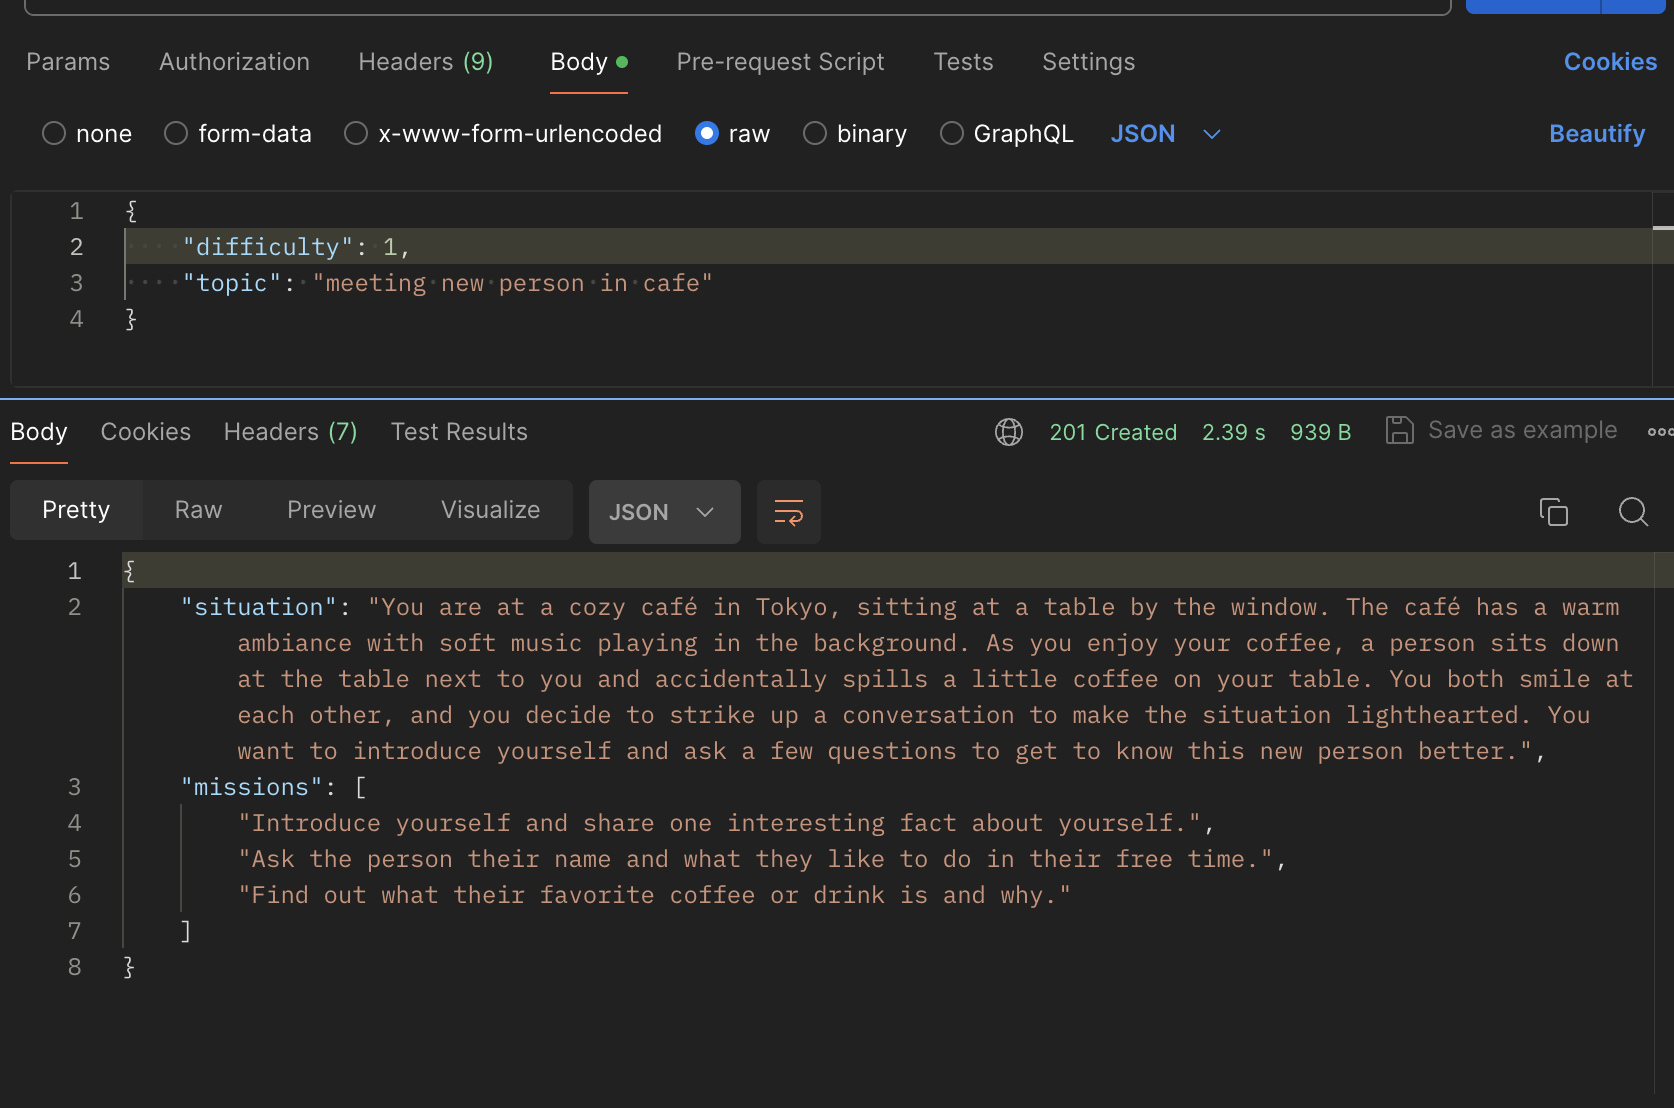 Params Authorization Headers (9) Body Pre-request Script Tests Settings Cookies
none form-data x-www-form-urlencoded raw binary GraphQL JSON Beautify
1 {
2 "difficulty": 1,
3 "topic": "meeting new person in cafe"
4 }
Body Cookies Headers (7) Test Results 201 Created 2.39 s 939 B Save as example
Pretty Raw Preview Visualize JSON
1 {
2 "situation": "You are at a cozy café in Tokyo, sitting at a table by the window. The café has a warm
ambiance with soft music playing in the background. As you enjoy your coffee, a person sits down
at the table next to you and accidentally spills a little coffee on your table. You both smile at
each other, and you decide to strike up a conversation to make the situation lighthearted. You
want to introduce yourself and ask a few questions to get to know this new person better.",
3 "missions": [
4 "Introduce yourself and share one interesting fact about yourself.",
5 "Ask the person their name and what they like to do in their free time.",
6 "Find out what their favorite coffee or drink is and why."
7 ]
8 }